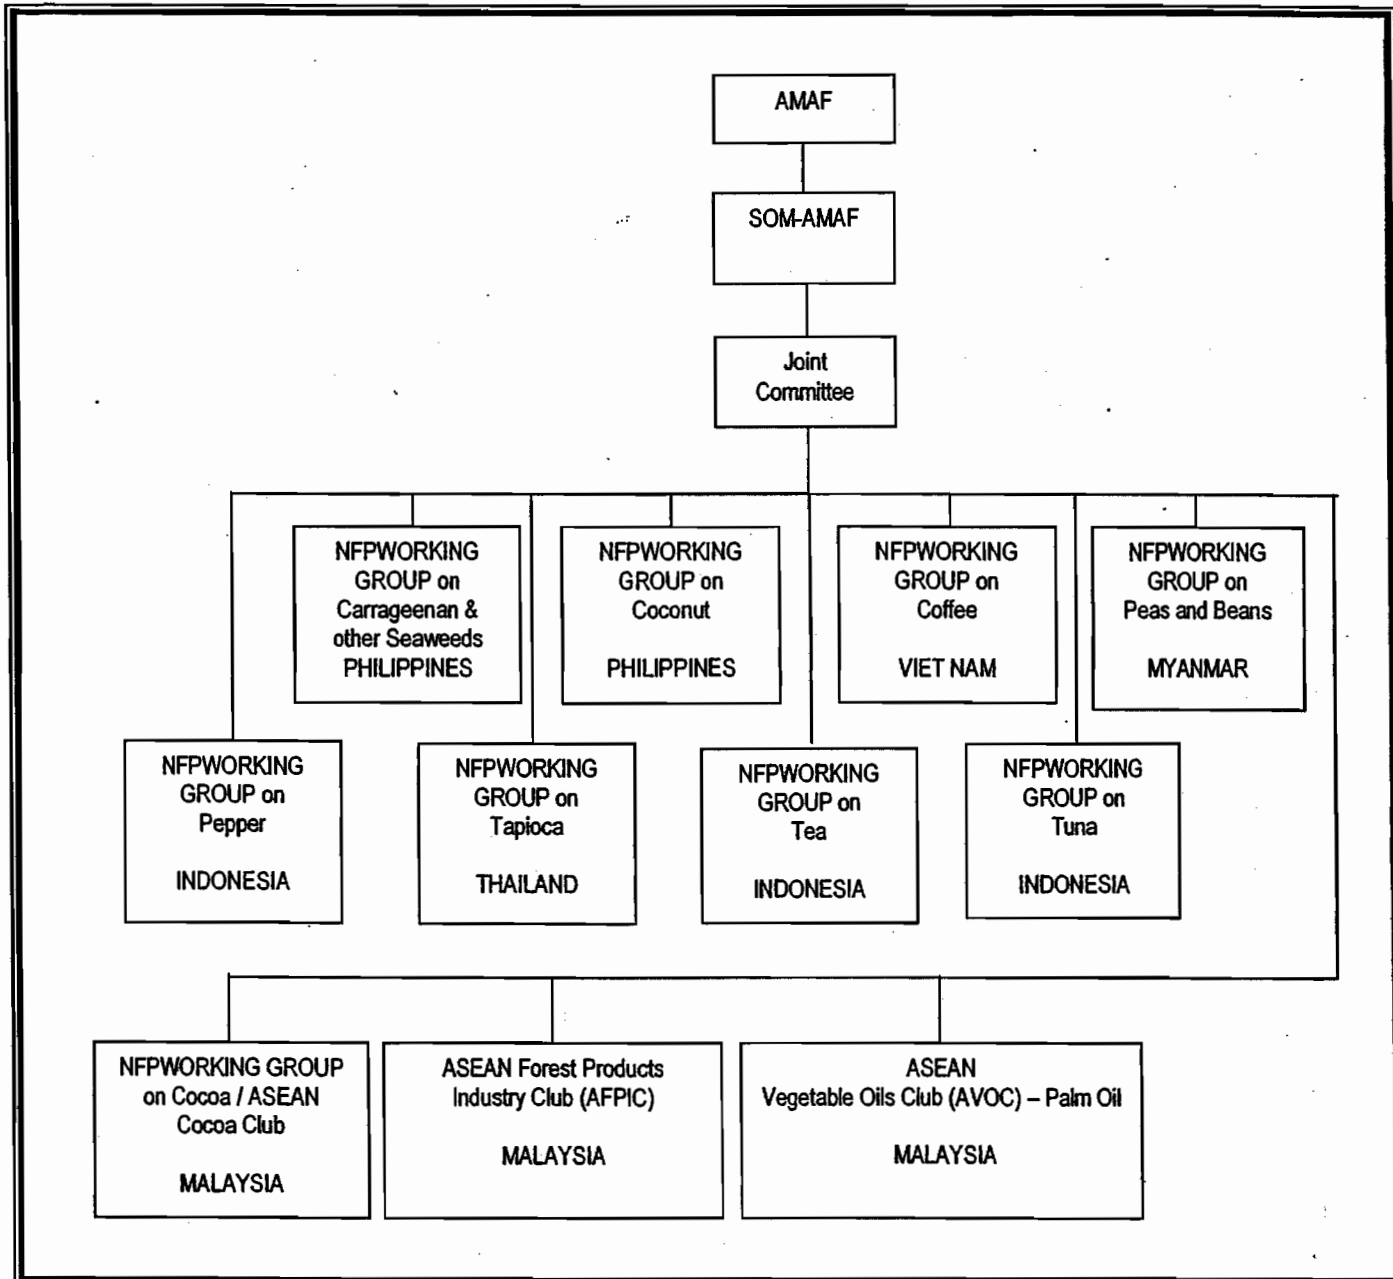 AMAF
SOM-AMAF
Joint
Committee
NFPWORKING
GROUP on
Carrageenan &
other Seaweeds
PHILIPPINES
NFPWORKING
GROUP on
Coconut
PHILIPPINES
NFPWORKING
GROUP on
Coffee
VIET NAM
NFPWORKING
GROUP on
Peas and Beans
MYANMAR
NFPWORKING
GROUP on
Pepper
INDONESIA
NFPWORKING
GROUP on
Tapioca
THAILAND
NFPWORKING
GROUP on
Tea
INDONESIA
NFPWORKING
GROUP on
Tuna
INDONESIA
NFPWORKING GROUP
on Cocoa / ASEAN
Cocoa Club
MALAYSIA
ASEAN Forest Products
Industry Club (AFPIC)
MALAYSIA
ASEAN
Vegetable Oils Club (AVOC) – Palm Oil
MALAYSIA